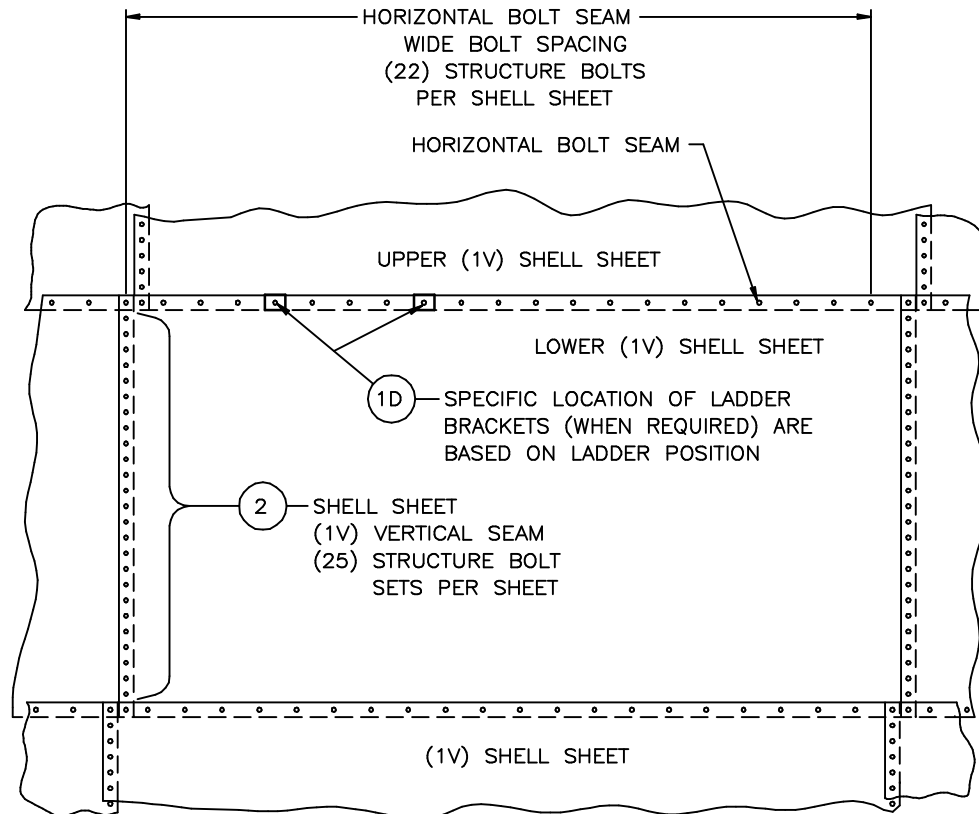 HORIZONTAL BOLT SEAM
WIDE BOLT SPACING
(22) STRUCTURE BOLTS
PER SHELL SHEET
HORIZONTAL BOLT SEAM
UPPER (1V) SHELL SHEET
LOWER (1V) SHELL SHEET
1D
SPECIFIC LOCATION OF LADDER
BRACKETS (WHEN REQUIRED) ARE
BASED ON LADDER POSITION
2
SHELL SHEET
(1V) VERTICAL SEAM
(25) STRUCTURE BOLT
SETS PER SHEET
(1V) SHELL SHEET